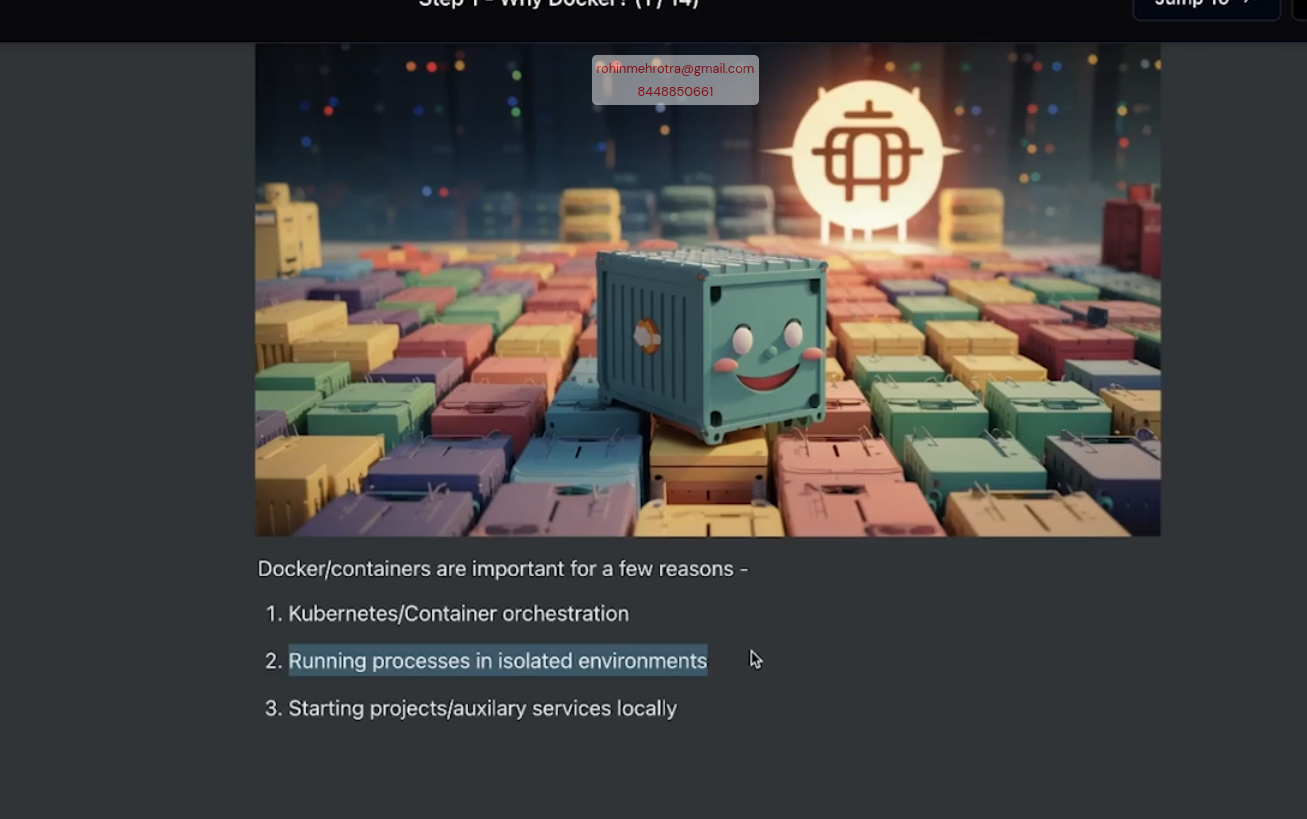 Step 1 - Why Docker? (1 / 14)
Jump To
rohinmehrotra@gmail.com
8448850661
Docker/containers are important for a few reasons -
1. Kubernetes/Container orchestration
2. Running processes in isolated environments
3. Starting projects/auxilary services locally